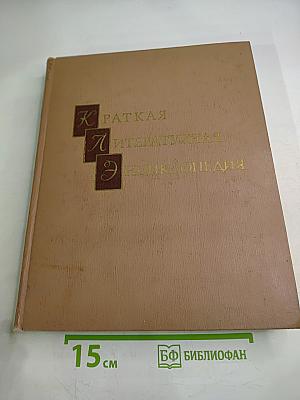 КРАТКАЯ
ЛИТЕРАТУРНАЯ
ЭНЦИКЛОПЕДИЯ
15 см
БФ БИБЛИОФАН